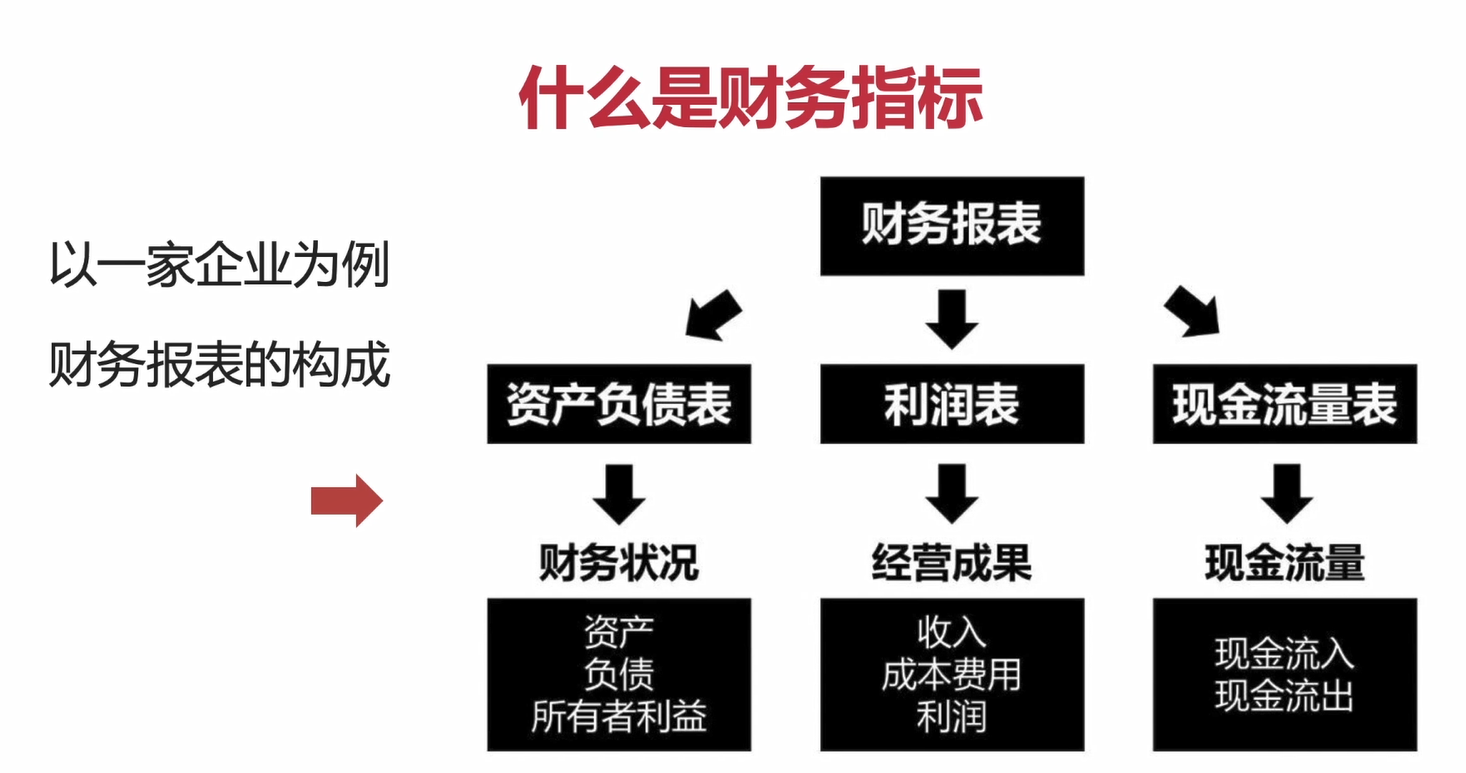 什么是财务指标
以一家企业为例
财务报表的构成
财务报表
资产负债表
利润表
现金流量表
财务状况
经营成果
现金流量
资产
负债
所有者利益
收入
成本费用
利润
现金流入
现金流出